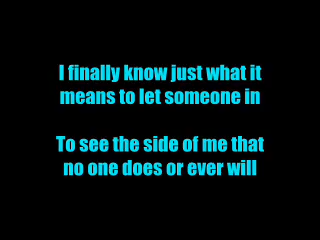 I finally know just what it
means to let someone in
To see the side of me that
no one does or ever will